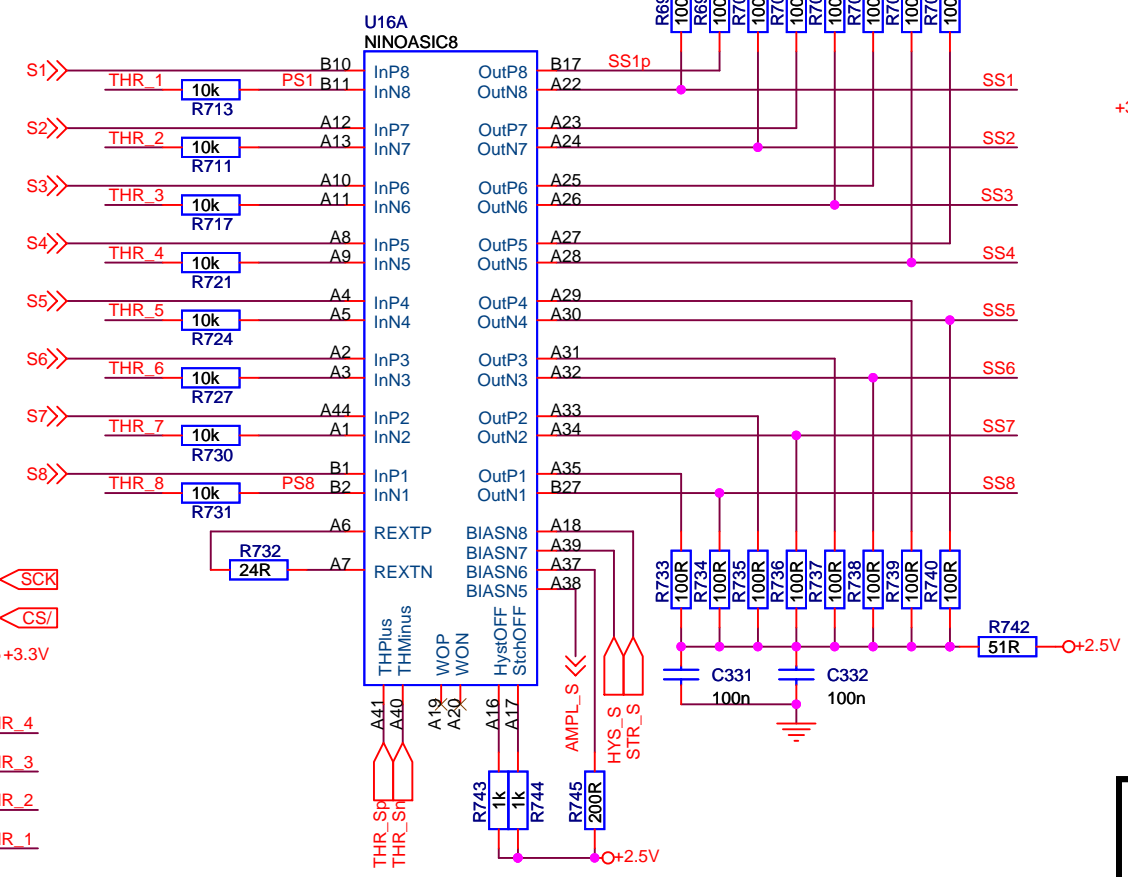 U16A
NINOASIC8
S1
THR_1
10k
R713
PS1
B10
B11
InP8
InN8
OutP8
OutN8
B17
A22
SS1p
SS1
S2
THR_2
10k
R711
A12
A13
InP7
InN7
OutP7
OutN7
A23
A24
SS2
S3
THR_3
10k
R717
A10
A11
InP6
InN6
OutP6
OutN6
A25
A26
SS3
S4
THR_4
10k
R721
A8
A9
InP5
InN5
OutP5
OutN5
A27
A28
SS4
S5
THR_5
10k
R724
A4
A5
InP4
InN4
OutP4
OutN4
A29
A30
SS5
S6
THR_6
10k
R727
A2
A3
InP3
InN3
OutP3
OutN3
A31
A32
SS6
S7
THR_7
10k
R730
A44
A1
InP2
InN2
OutP2
OutN2
A33
A34
SS7
S8
THR_8
10k
R731
PS8
B1
B2
InP1
InN1
OutP1
OutN1
A35
B27
SS8
R732
24R
A6
A7
REXTP
REXTN
BIASN8
BIASN7
BIASN6
BIASN5
A18
A39
A37
A38
SCK
CS/
+3.3V
R_4
R_3
R_2
R_1
THPlus
THMinus
WOP
WON
HystOFF
StchOFF
A41
A40
A19
A20
A16
A17
THR_Sp
THR_Sn
AMPL_S
HYS_S
STR_S
R743
1k
1k
R744
R745
200R
+2.5V
R733
100R
R734
100R
R735
100R
R736
100R
R737
100R
R738
100R
R739
100R
R740
100R
R742
51R
+2.5V
C331
100n
C332
100n